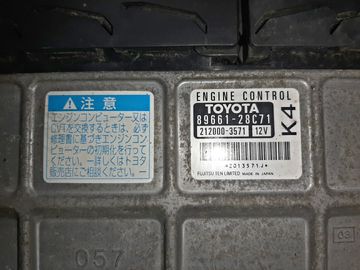 ⚠注意
エンジンコンピューター又は
CVTを交換するときは、必ず
修理書に基づきエンジンコン
ピューターの初期化を行って
ください。…詳しくはトヨタ
販売店にご相談ください。
ENGINE CONTROL
TOYOTA
89661-28C71
212000-3571 12V
K4
*2013571J*
FUJITSU TEN LIMITED MADE IN JAPAN
057